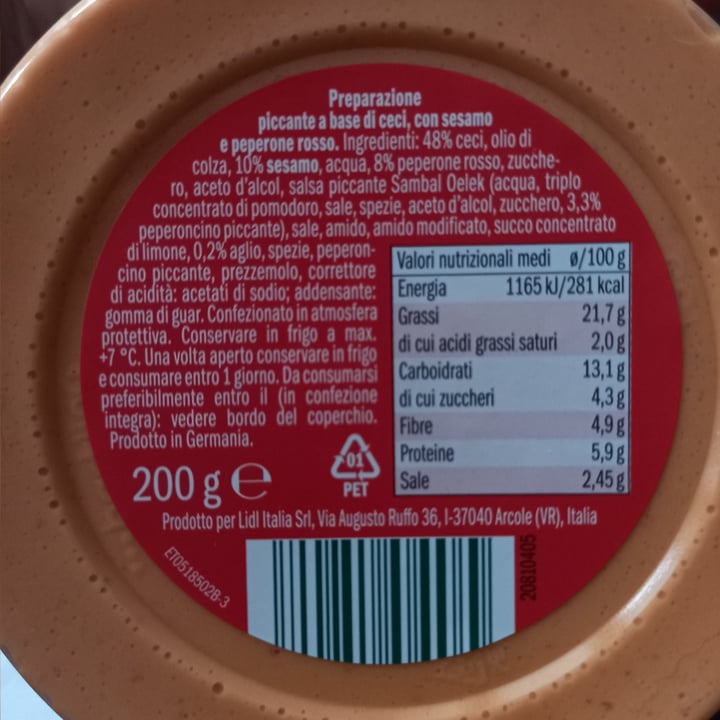 Preparazione
piccante a base di ceci, con sesamo
e peperone rosso. Ingredienti: 48% ceci, olio di
colza, 10% sesamo, acqua, 8% peperone rosso, zucche-
ro, aceto d'alcol, salsa piccante Sambal Oelek (acqua, triplo
concentrato di pomodoro, sale, spezie, aceto d'alcol, zucchero, 3,3%
peperoncino piccante), sale, amido, amido modificato, succo concentrato
di limone, 0,2% aglio, spezie, peperon-
cino piccante, prezzemolo, correttore
di acidità: acetati di sodio; addensante:
gomma di guar. Confezionato in atmosfera
protettiva. Conservare in frigo a max.
+7 °C. Una volta aperto conservare in frigo
e consumare entro 1 giorno. Da consumarsi
preferibilmente entro il (in confezione
integra): vedere bordo del coperchio.
Prodotto in Germania.
Valori nutrizionali medi ø/100 g
Energia 1165 kJ/281 kcal
Grassi 21,7 g
di cui acidi grassi saturi 2,0 g
Carboidrati 13,1 g
di cui zuccheri 4,3 g
Fibre 4,9 g
Proteine 5,9 g
Sale 2,45 g
200 g e
01
PET
Prodotto per Lidl Italia Srl, Via Augusto Ruffo 36, I-37040 Arcole (VR), Italia
ET0518502B-3
20810405